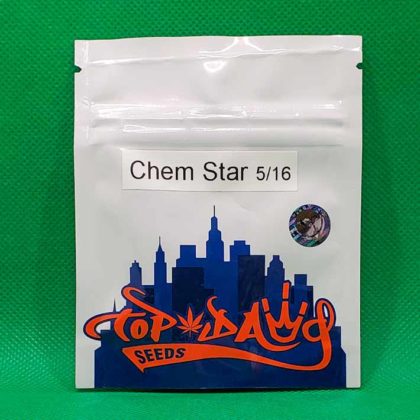 Chem Star 5/16
TOP DAWG
SEEDS